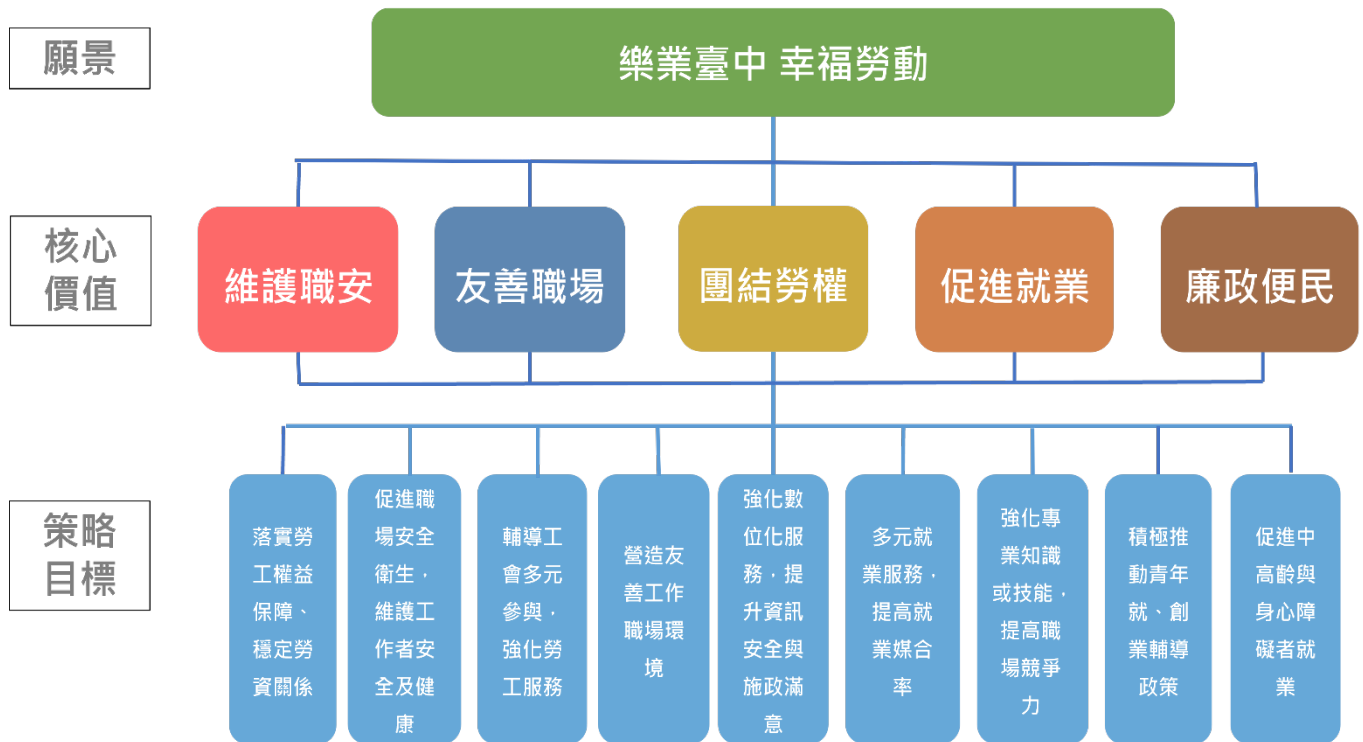 願景
樂業臺中 幸福勞動
核心
價值
維護職安
友善職場
團結勞權
促進就業
廉政便民
策略
目標
落實勞
工權益
保障、
穩定勞
資關係
促進職
場安全
衛生，
維護工
作者安
全及健
康
輔導工
會多元
參與，
強化勞
工服務
營造友
善工作
職場環
境
強化數
位化服
務，提
升資訊
安全與
施政滿
意
多元就
業服務，
提高就
業媒合
率
強化專
業知識
或技能，
提高職
場競爭
力
積極推
動青年
就、創
業輔導
政策
促進中
高齡與
身心障
礙者就
業